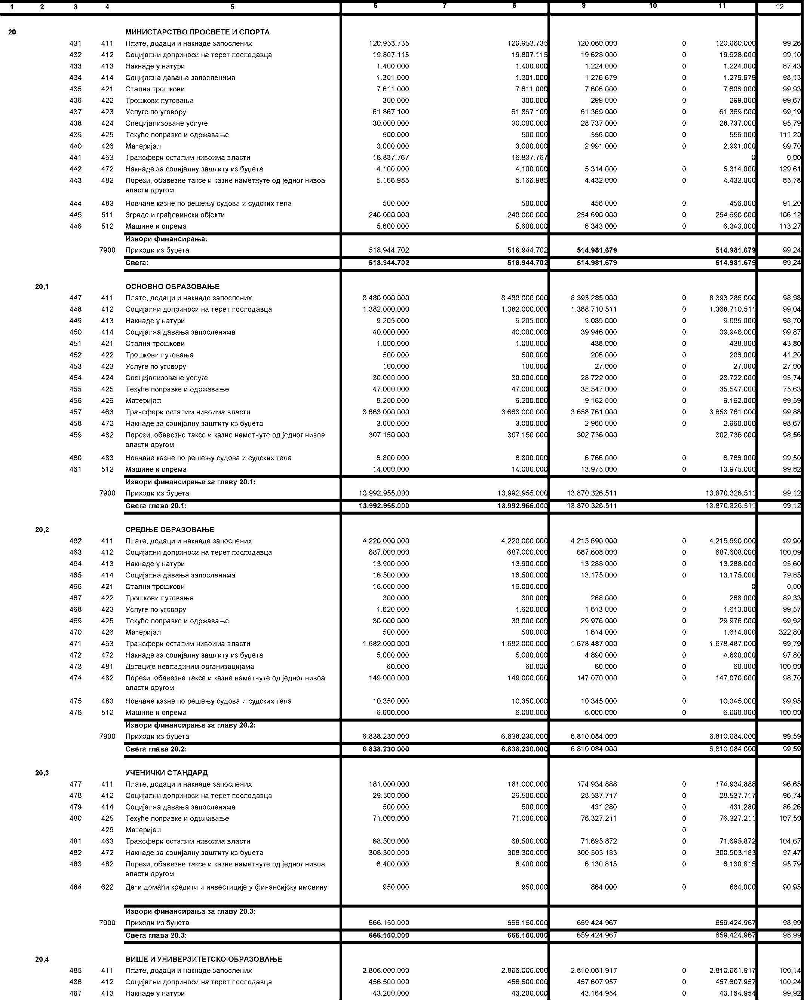 1 2 3 4 5 6 7 8 9 10 11 12
20 МИНИСТАРСТВО ПРОСВЕТЕ И СПОРТА
431 411 Плате, додаци и накнаде запослених 120.953.735 120.953.735 120.060.000 0 120.060.000 99,26
432 412 Социјални доприноси на терет послодавца 19.807.115 19.807.115 19.628.000 0 19.628.000 99,10
433 413 Накнаде у натури 1.400.000 1.400.000 1.224.000 0 1.224.000 87,43
434 414 Социјална давања запосленима 1.301.000 1.301.000 1.276.679 0 1.276.679 98,13
435 421 Стални трошкови 7.611.000 7.611.000 7.606.000 0 7.606.000 99,93
436 422 Трошкови путовања 300.000 300.000 299.000 0 299.000 99,67
437 423 Услуге по уговору 61.867.100 61.867.100 61.369.000 0 61.369.000 99,19
438 424 Специјализоване услуге 30.000.000 30.000.000 28.737.000 0 28.737.000 95,79
439 425 Текуће поправке и одржавање 500.000 500.000 556.000 0 556.000 111,20
440 426 Материјал 3.000.000 3.000.000 2.991.000 0 2.991.000 99,70
441 463 Трансфери осталим нивоима власти 16.837.767 16.837.767 0 0,00
442 472 Накнаде за социјалну заштиту из буџета 4.100.000 4.100.000 5.314.000 0 5.314.000 129,61
443 482 Порези, обавезне таксе и казне наметнуте од једног нивоа 5.166.985 5.166.985 4.432.000 0 4.432.000 85,78
власти другом
444 483 Новчане казне по решењу судова и судских тела 500.000 500.000 456.000 0 456.000 91,20
445 511 Зграде и грађевински објекти 240.000.000 240.000.000 254.690.000 0 254.690.000 106,12
446 512 Машине и опрема 5.600.000 5.600.000 6.343.000 0 6.343.000 113,27
Извори финансирања:
7900 Приходи из буџета 518.944.702 518.944.702 514.981.679 514.981.679 99,24
Свега: 518.944.702 518.944.702 514.981.679 514.981.679 99,24
20,1 ОСНОВНО ОБРАЗОВАЊЕ
447 411 Плате, додаци и накнаде запослених 8.480.000.000 8.480.000.000 8.393.285.000 0 8.393.285.000 98,98
448 412 Социјални доприноси на терет послодавца 1.382.000.000 1.382.000.000 1.368.710.511 0 1.368.710.511 99,04
449 413 Накнаде у натури 9.205.000 9.205.000 9.085.000 0 9.085.000 98,70
450 414 Социјална давања запосленима 40.000.000 40.000.000 39.946.000 0 39.946.000 99,87
451 421 Стални трошкови 1.000.000 1.000.000 438.000 0 438.000 43,80
452 422 Трошкови путовања 500.000 500.000 206.000 0 206.000 41,20
453 423 Услуге по уговору 100.000 100.000 27.000 0 27.000 27,00
454 424 Специјализоване услуге 30.000.000 30.000.000 28.722.000 0 28.722.000 95,74
455 425 Текуће поправке и одржавање 47.000.000 47.000.000 35.547.000 0 35.547.000 75,63
456 426 Материјал 9.200.000 9.200.000 9.162.000 0 9.162.000 99,59
457 463 Трансфери осталим нивоима власти 3.663.000.000 3.663.000.000 3.658.761.000 0 3.658.761.000 99,88
458 472 Накнаде за социјалну заштиту из буџета 3.000.000 3.000.000 2.960.000 0 2.960.000 98,67
459 482 Порези, обавезне таксе и казне наметнуте од једног нивоа 307.150.000 307.150.000 302.736.000 302.736.000 98,56
власти другом
460 483 Новчане казне по решењу судова и судских тела 6.800.000 6.800.000 6.766.000 0 6.766.000 99,50
461 512 Машине и опрема 14.000.000 14.000.000 13.975.000 0 13.975.000 99,82
Извори финансирања за главу 20.1:
7900 Приходи из буџета 13.992.955.000 13.992.955.000 13.870.326.511 13.870.326.511 99,12
Свега глава 20.1: 13.992.955.000 13.992.955.000 13.870.326.511 13.870.326.511 99,12
20,2 СРЕДЊЕ ОБРАЗОВАЊЕ
462 411 Плате, додаци и накнаде запослених 4.220.000.000 4.220.000.000 4.215.690.000 0 4.215.690.000 99,90
463 412 Социјални доприноси на терет послодавца 687.000.000 687.000.000 687.608.000 0 687.608.000 100,09
464 413 Накнаде у натури 13.900.000 13.900.000 13.288.000 0 13.288.000 95,60
465 414 Социјална давања запосленима 16.500.000 16.500.000 13.175.000 0 13.175.000 79,85
466 421 Стални трошкови 16.000.000 16.000.000 0 0,00
467 422 Трошкови путовања 300.000 300.000 268.000 0 268.000 89,33
468 423 Услуге по уговору 1.620.000 1.620.000 1.613.000 0 1.613.000 99,57
469 425 Текуће поправке и одржавање 30.000.000 30.000.000 29.976.000 0 29.976.000 99,92
470 426 Материјал 500.000 500.000 1.614.000 0 1.614.000 322,80
471 463 Трансфери осталим нивоима власти 1.682.000.000 1.682.000.000 1.678.487.000 0 1.678.487.000 99,79
472 472 Накнаде за социјалну заштиту из буџета 5.000.000 5.000.000 4.890.000 0 4.890.000 97,80
473 481 Дотације невладиним организацијама 60.000 60.000 60.000 0 60.000 100,00
474 482 Порези, обавезне таксе и казне наметнуте од једног нивоа 149.000.000 149.000.000 147.070.000 0 147.070.000 98,70
власти другом
475 483 Новчане казне по решењу судова и судских тела 10.350.000 10.350.000 10.345.000 0 10.345.000 99,95
476 512 Машине и опрема 6.000.000 6.000.000 6.000.000 0 6.000.000 100,00
Извори финансирања за главу 20.2:
7900 Приходи из буџета 6.838.230.000 6.838.230.000 6.810.084.000 6.810.084.000 99,59
Свега глава 20.2: 6.838.230.000 6.838.230.000 6.810.084.000 6.810.084.000 99,59
20,3 УЧЕНИЧКИ СТАНДАРД
477 411 Плате, додаци и накнаде запослених 181.000.000 181.000.000 174.934.888 0 174.934.888 96,65
478 412 Социјални доприноси на терет послодавца 29.500.000 29.500.000 28.537.717 0 28.537.717 96,74
479 414 Социјална давања запосленима 500.000 500.000 431.280 0 431.280 86,26
480 425 Текуће поправке и одржавање 71.000.000 71.000.000 76.327.211 0 76.327.211 107,50
426 Материјал 0
481 463 Трансфери осталим нивоима власти 68.500.000 68.500.000 71.695.872 0 71.695.872 104,67
482 472 Накнаде за социјалну заштиту из буџета 308.300.000 308.300.000 300.503.183 0 300.503.183 97,47
483 482 Порези, обавезне таксе и казне наметнуте од једног нивоа 6.400.000 6.400.000 6.130.815 0 6.130.815 95,79
власти другом
484 622 Дати домаћи кредити и инвестиције у финансијску имовину 950.000 950.000 864.000 0 864.000 90,95
Извори финансирања за главу 20.3:
7900 Приходи из буџета 666.150.000 666.150.000 659.424.967 659.424.967 98,99
Свега глава 20.3: 666.150.000 666.150.000 659.424.967 659.424.967 98,99
20,4 ВИШЕ И УНИВЕРЗИТЕТСКО ОБРАЗОВАЊЕ
485 411 Плате, додаци и накнаде запослених 2.806.000.000 2.806.000.000 2.810.061.917 0 2.810.061.917 100,14
486 412 Социјални доприноси на терет послодавца 456.500.000 456.500.000 457.607.957 0 457.607.957 100,24
487 413 Накнаде у натури 43.200.000 43.200.000 43.164.954 0 43.164.954 99,92